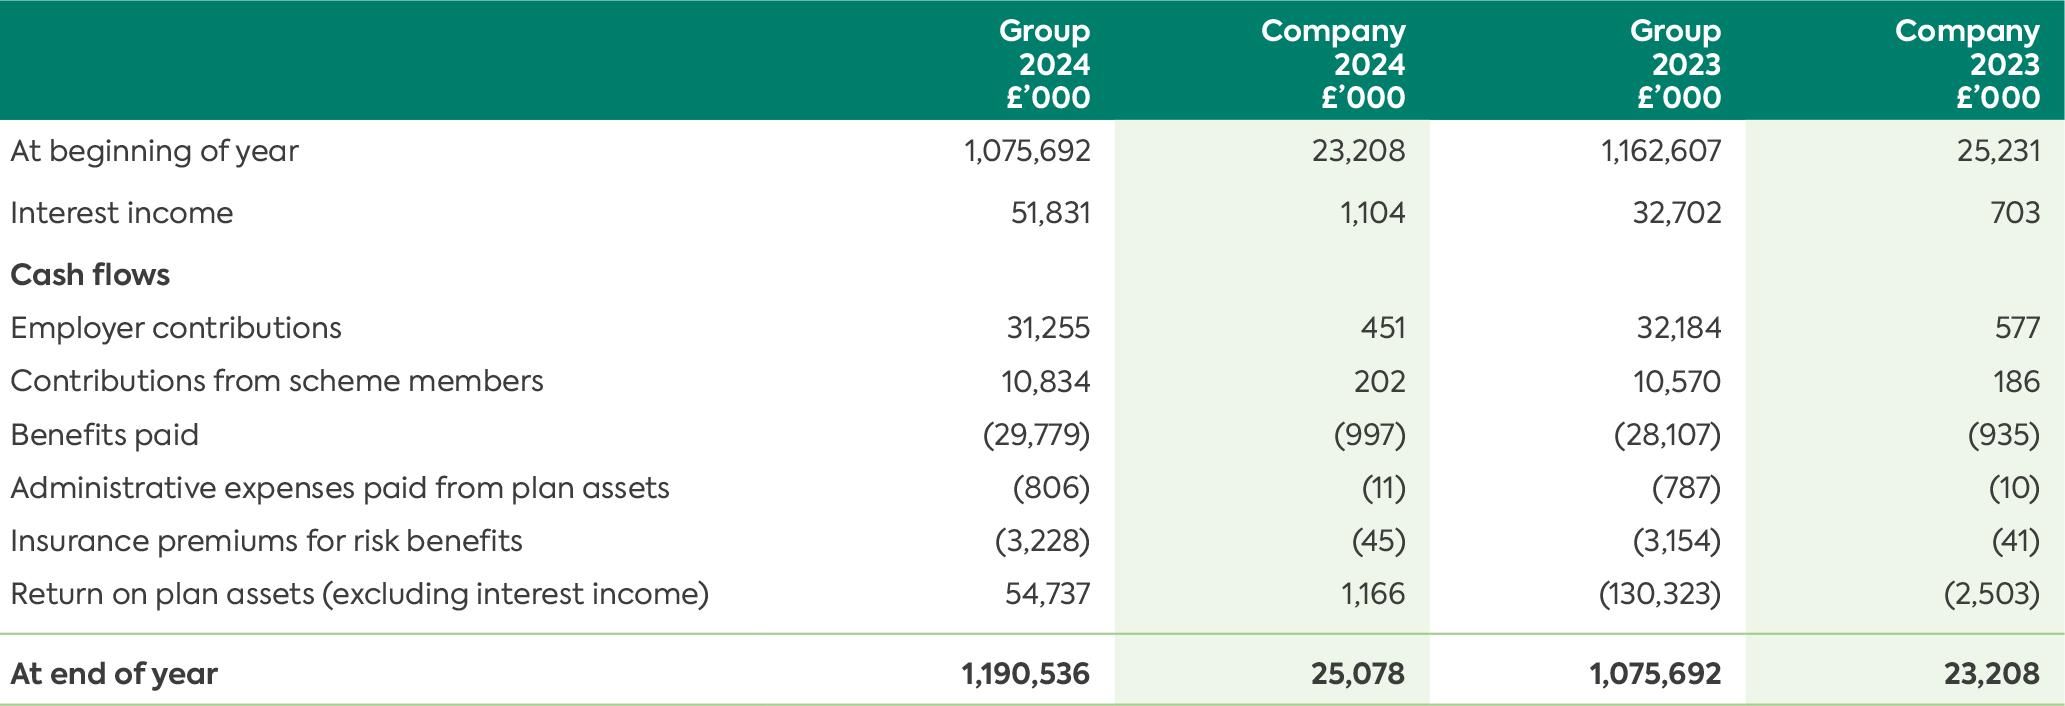 Group Company Group Company
2024 2024 2023 2023
£’000 £’000 £’000 £’000
At beginning of year 1,075,692 23,208 1,162,607 25,231
Interest income 51,831 1,104 32,702 703
Cash flows
Employer contributions 31,255 451 32,184 577
Contributions from scheme members 10,834 202 10,570 186
Benefits paid (29,779) (997) (28,107) (935)
Administrative expenses paid from plan assets (806) (11) (787) (10)
Insurance premiums for risk benefits (3,228) (45) (3,154) (41)
Return on plan assets (excluding interest income) 54,737 1,166 (130,323) (2,503)
At end of year 1,190,536 25,078 1,075,692 23,208